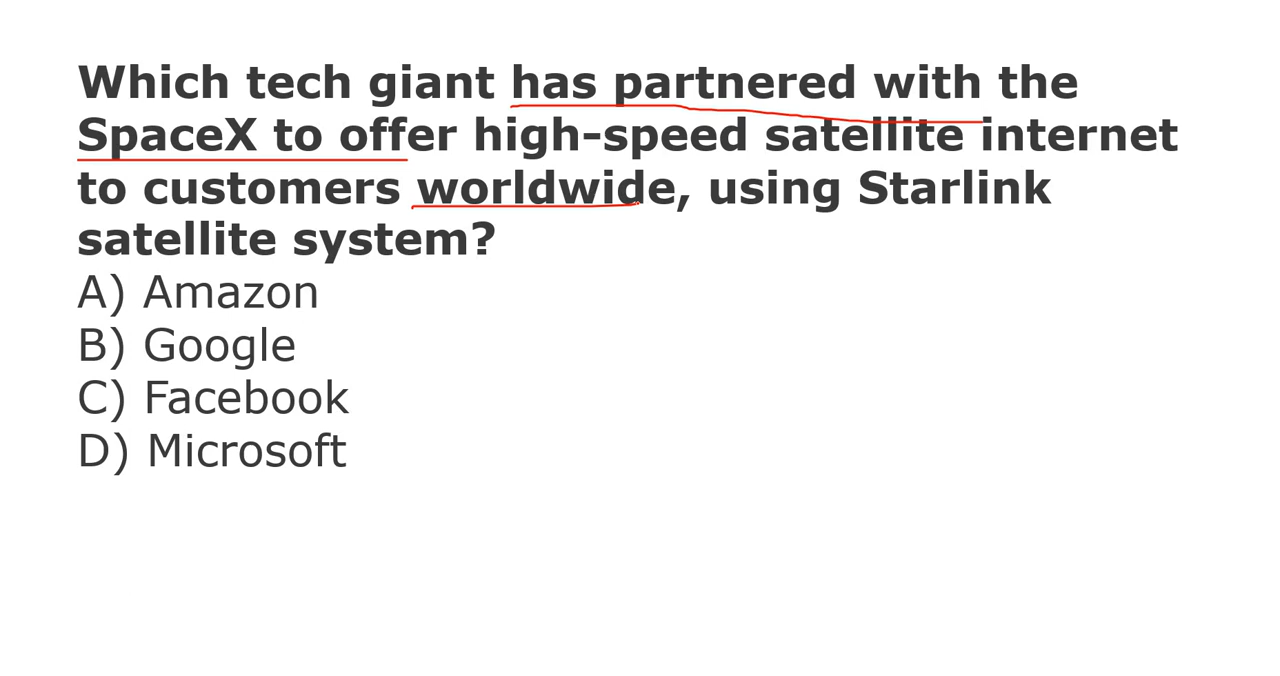 Which tech giant has partnered with the
SpaceX to offer high-speed satellite internet
to customers worldwide, using Starlink
satellite system?
A) Amazon
B) Google
C) Facebook
D) Microsoft